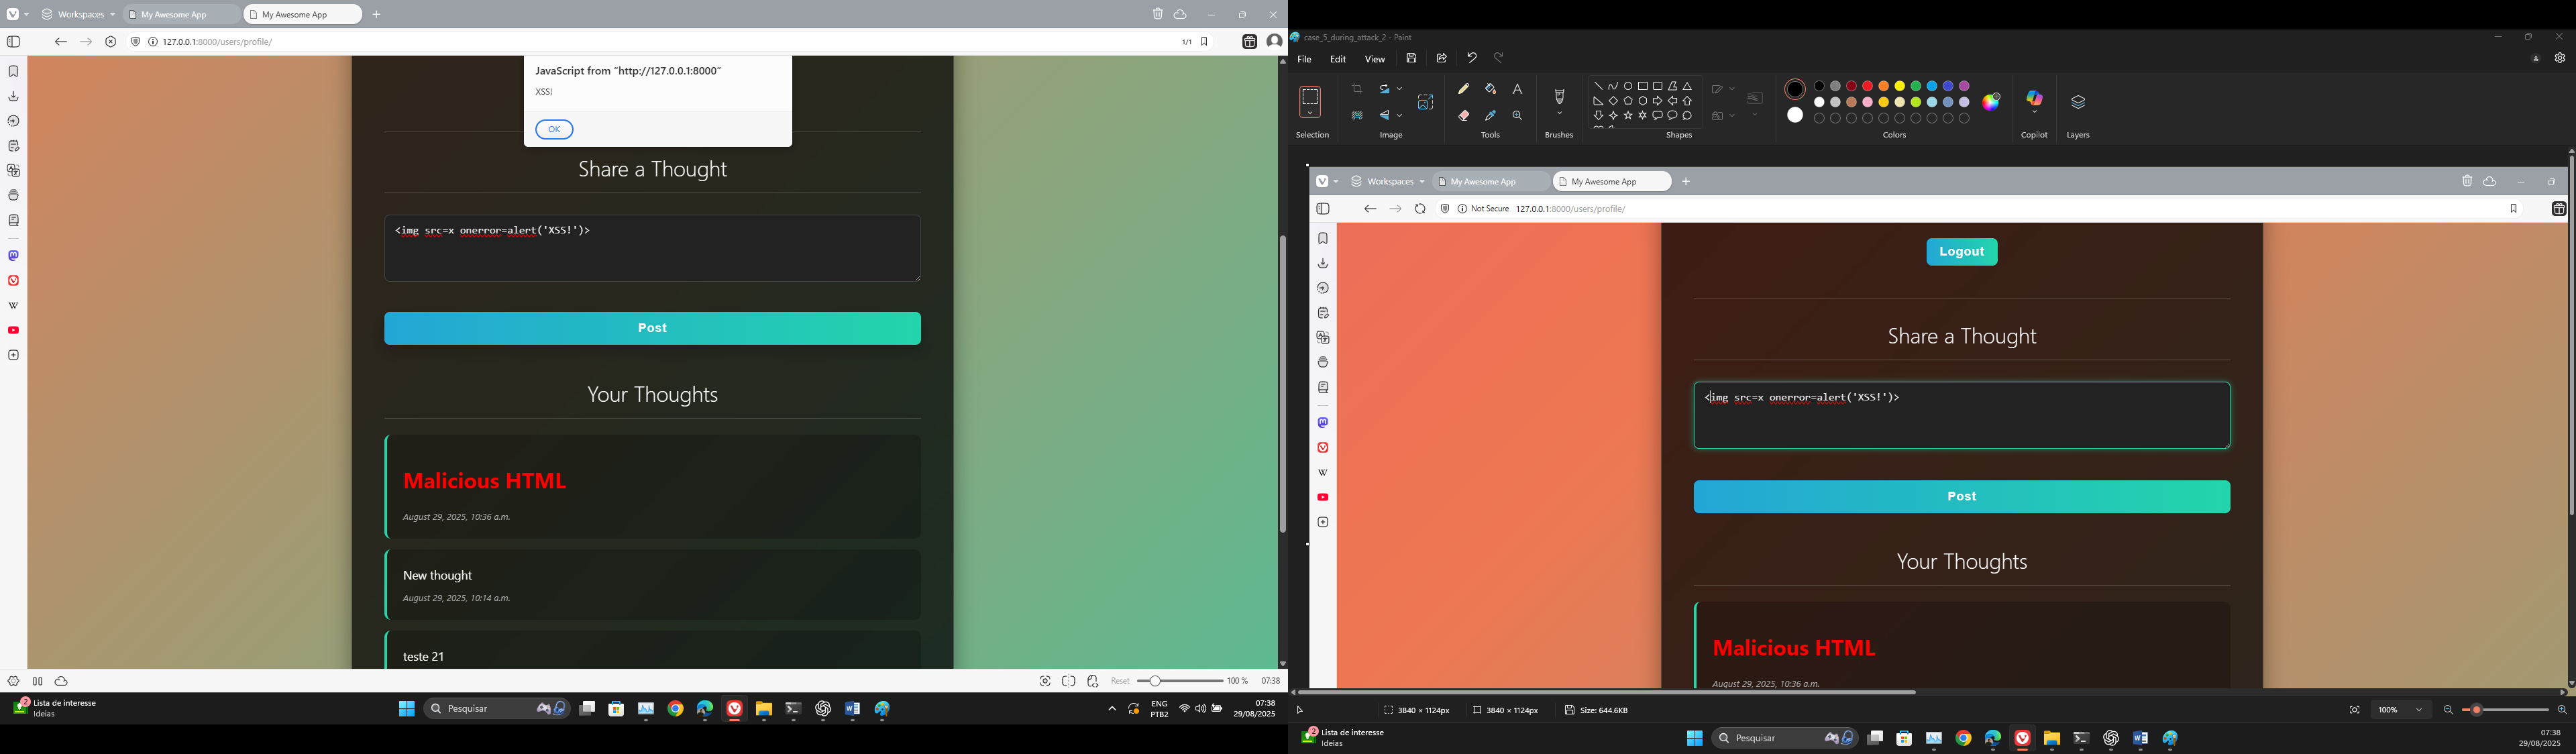 Workspaces
My Awesome App
My Awesome App
127.0.0.1:8000/users/profile/
1/1
JavaScript from "http://127.0.0.1:8000"
XSS!
OK
Share a Thought
<img src=x onerror=alert('XSS!')>
Post
Your Thoughts
Malicious HTML
August 29, 2025, 10:36 a.m.
New thought
August 29, 2025, 10:14 a.m.
teste 21
Reset
100 %
07:38
2
Lista de interesse
Ideias
Pesquisar
ENG
PTB2
07:38
29/08/2025
case_5_during_attack_2 - Paint
File
Edit
View
Selection
Image
Tools
Brushes
Shapes
Colors
Copilot
Layers
Workspaces
My Awesome App
My Awesome App
Not Secure
127.0.0.1:8000/users/profile/
Logout
Share a Thought
<img src=x onerror=alert('XSS!')>
Post
Your Thoughts
Malicious HTML
August 29, 2025, 10:36 a.m.
3840 × 1124px
3840 × 1124px
Size: 644.6KB
100%
2
Lista de interesse
Ideias
Pesquisar
07:38
29/08/2025